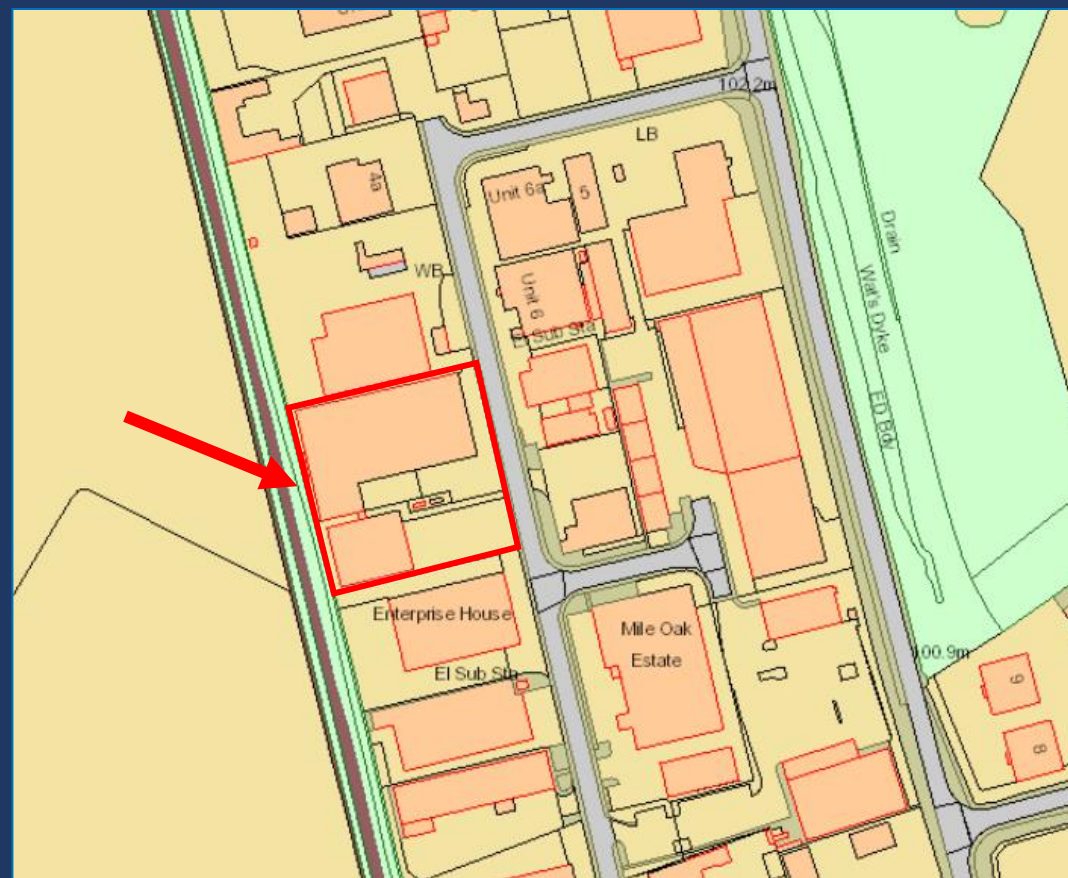 102.2m
LB
4a
Unit 6a
5
Drain
WB
Wat's Dyke
Unit 6
El Sub Sta
ED Bdy
Enterprise House
Mile Oak
Estate
100.9m
El Sub Sta
9
8